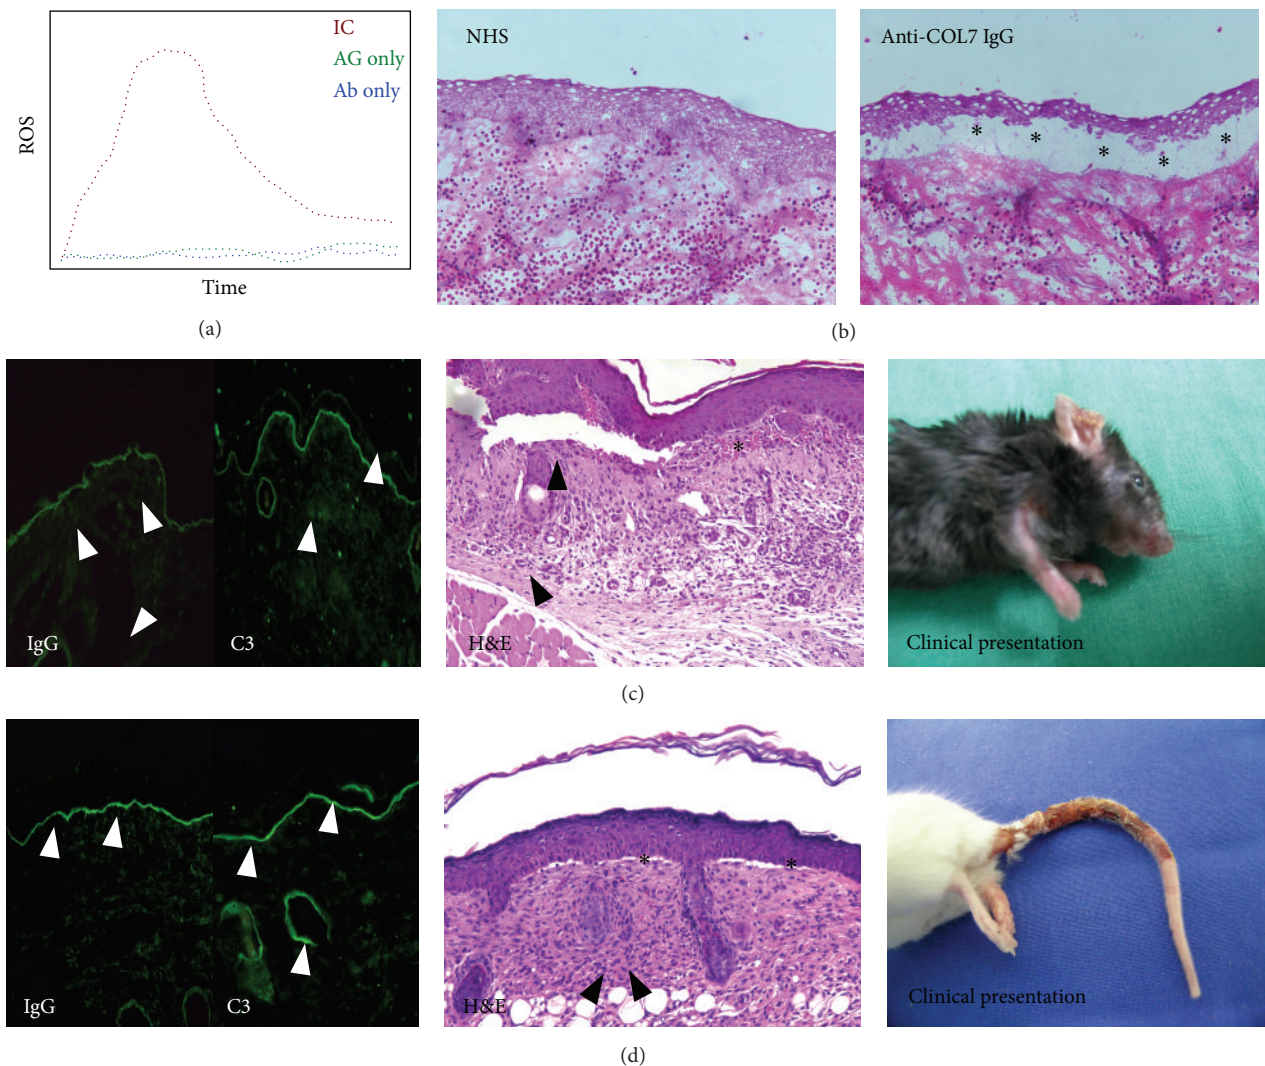 IC
AG only
Ab only
ROS
Time
(a)
NHS
Anti-COL7 IgG
* * * * *
(b)
IgG
C3
*
H&E
Clinical presentation
(c)
IgG
C3
* *
H&E
Clinical presentation
(d)